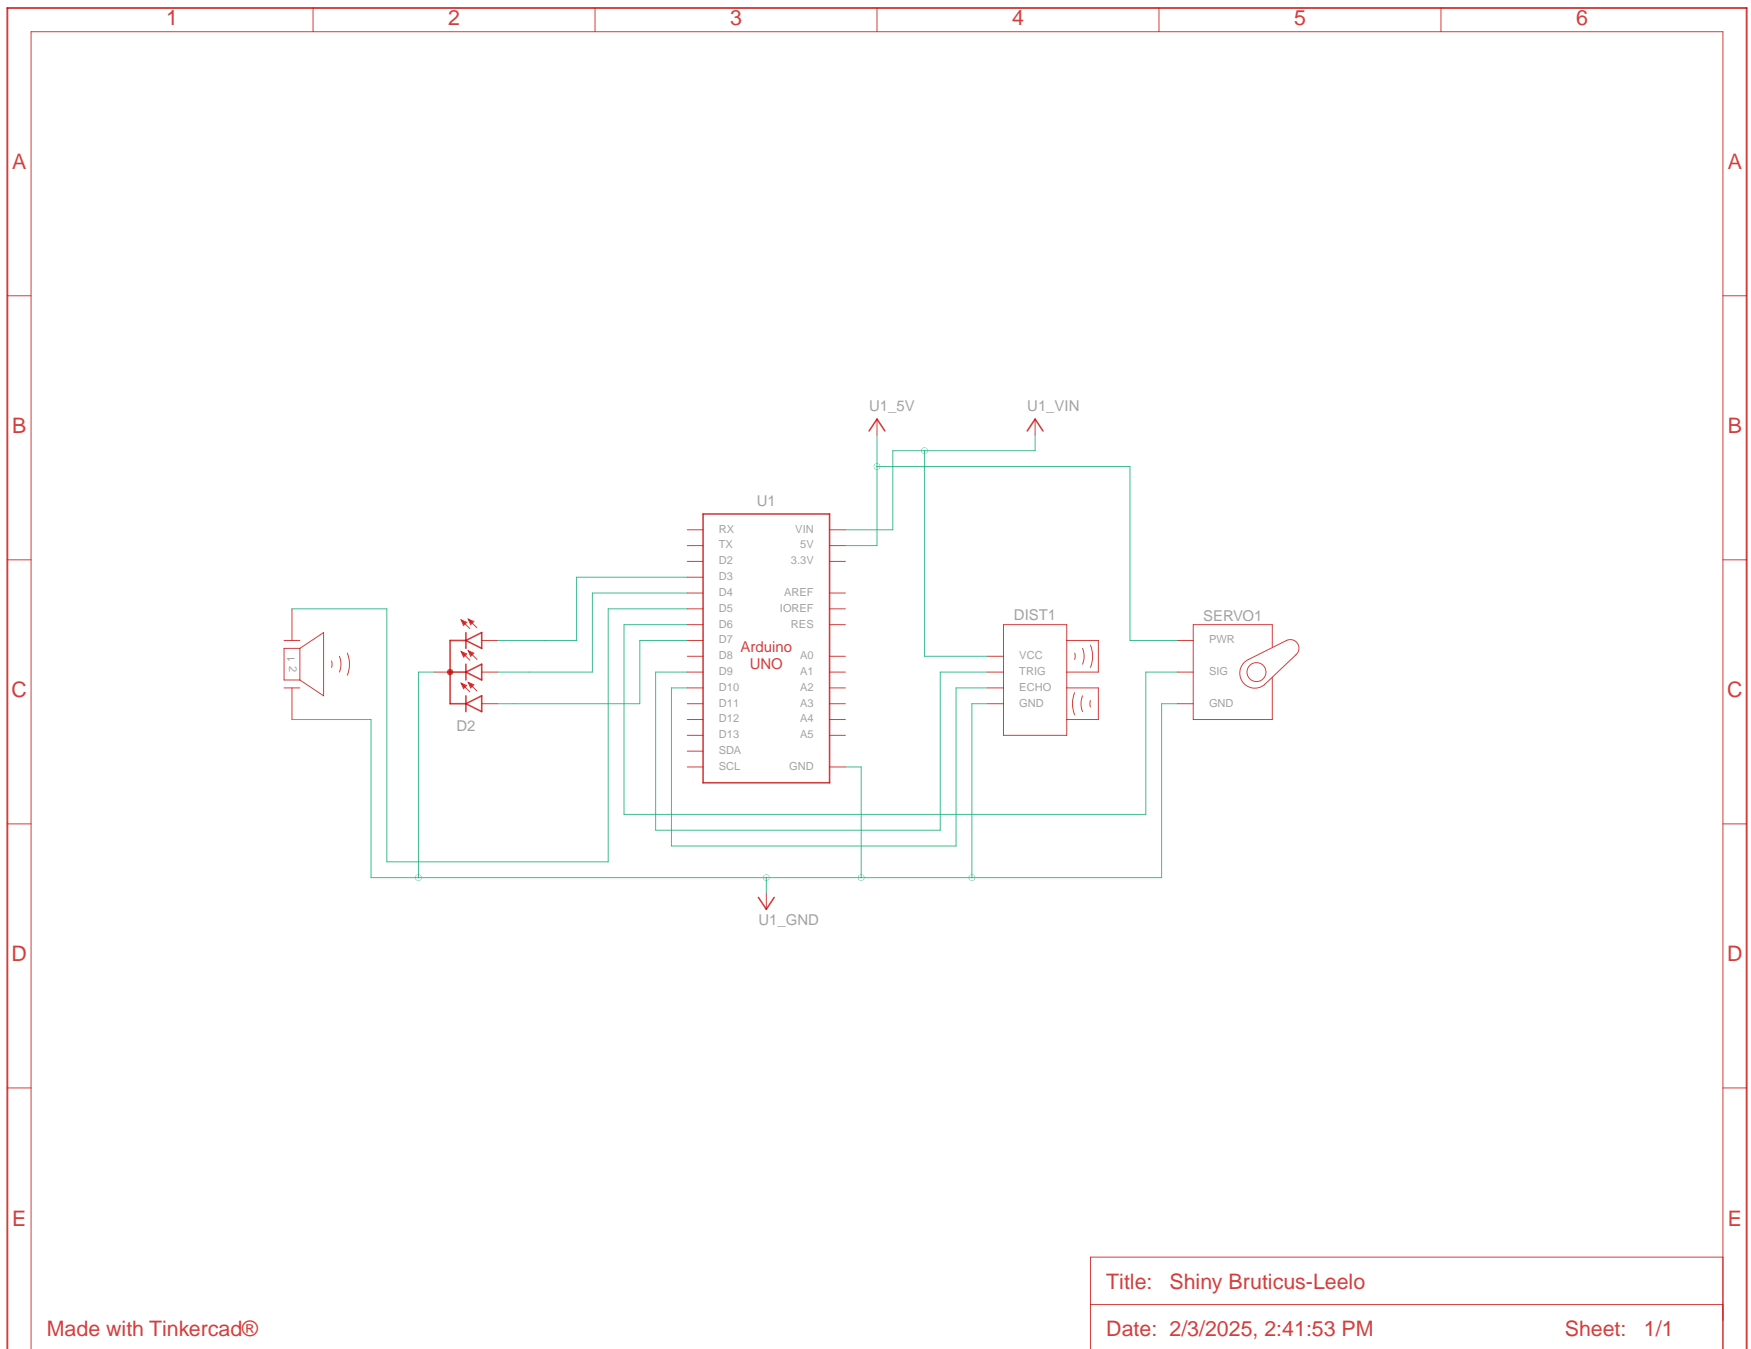 1 2 3 4 5 6
A A
U1_5V U1_VIN
B B
U1
RX VIN
TX 5V
D2 3.3V
D3
D4 AREF
D5 IOREF
D6 RES
D7
Arduino
UNO
D8 A0
D9 A1
D10 A2
D11 A3
D12 A4
D13 A5
SDA
SCL GND
1 2
D2
DIST1
VCC
TRIG
ECHO
GND
SERVO1
PWR
SIG
GND
C C
U1_GND
D D
E E
Title: Shiny Bruticus-Leelo
Made with Tinkercad®
Date: 2/3/2025, 2:41:53 PM Sheet: 1/1